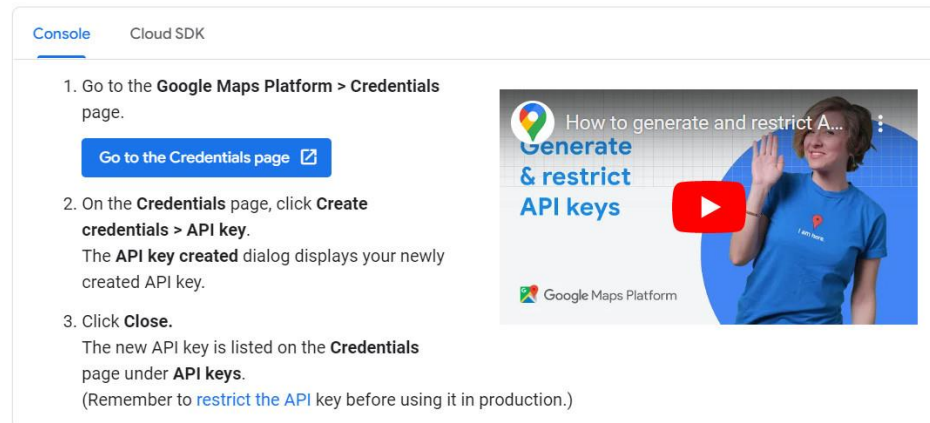 Console
Cloud SDK
1. Go to the Google Maps Platform > Credentials
page.
Go to the Credentials page
2. On the Credentials page, click Create
credentials > API key.
The API key created dialog displays your newly
created API key.
3. Click Close.
The new API key is listed on the Credentials
page under API keys.
(Remember to restrict the API key before using it in production.)
How to generate and restrict A...
Generate
& restrict
API keys
I am here.
Google Maps Platform